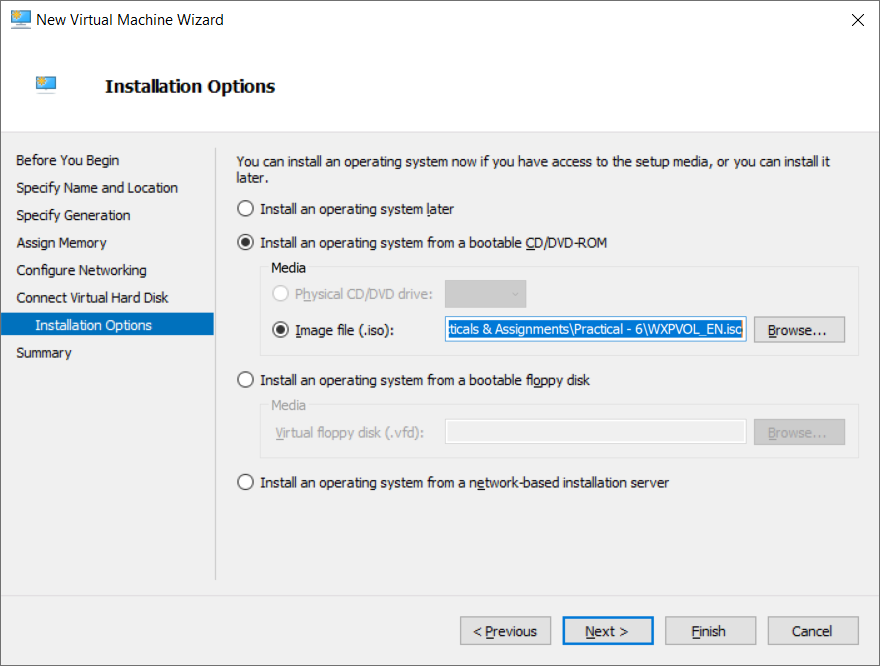 New Virtual Machine Wizard
Installation Options
Before You Begin
Specify Name and Location
Specify Generation
Assign Memory
Configure Networking
Connect Virtual Hard Disk
Installation Options
Summary
You can install an operating system now if you have access to the setup media, or you can install it
later.
Install an operating system later
Install an operating system from a bootable CD/DVD-ROM
Media
Physical CD/DVD drive:
Image file (.iso):
ticals & Assignments\Practical - 6\WXPVOL_EN.iso
Browse...
Install an operating system from a bootable floppy disk
Media
Virtual floppy disk (.vfd):
Browse...
Install an operating system from a network-based installation server
< Previous
Next >
Finish
Cancel